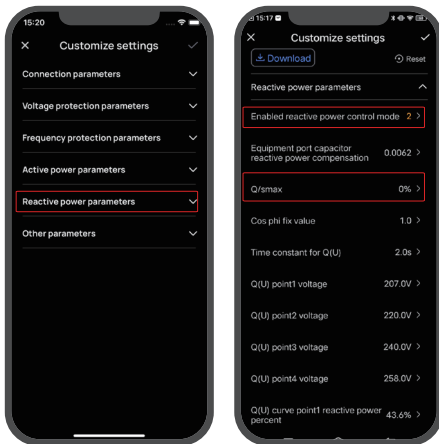 15:20
Customize settings
Connection parameters
Voltage protection parameters
Frequency protection parameters
Active power parameters
Reactive power parameters
Other parameters
15:17
Customize settings
Download
Reset
Reactive power parameters
Enabled reactive power control mode 2
Equipment port capacitor
reactive power compensation 0.0062
Q/smax 0%
Cos phi fix value 1.0
Time constant for Q(U) 2.0s
Q(U) point1 voltage 207.0V
Q(U) point2 voltage 220.0V
Q(U) point3 voltage 240.0V
Q(U) point4 voltage 258.0V
Q(U) curve point1 reactive power
percent 43.6%